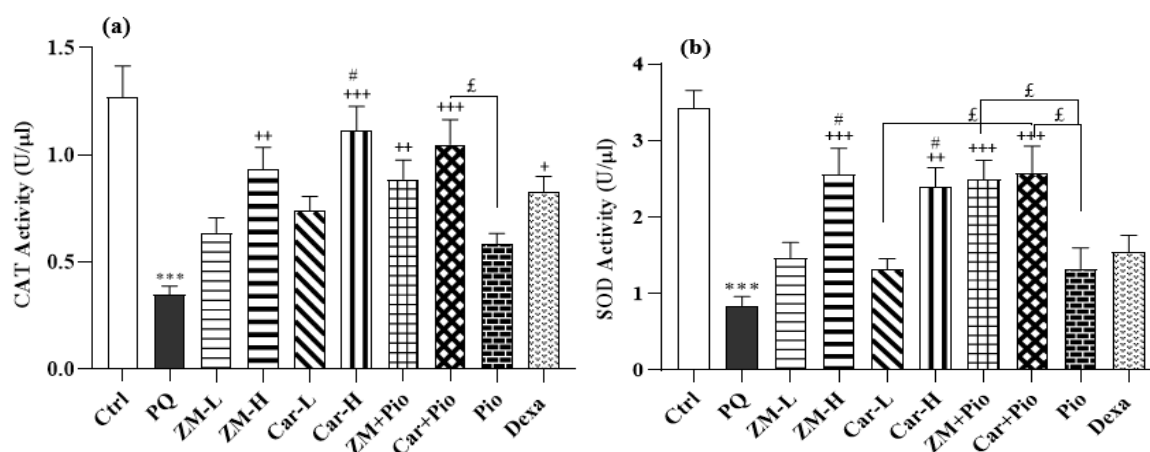 (a)
CAT Activity (U/µl)
1.5
1.0
0.5
0.0
***
++
#
+++
++
+++
£
+
Ctrl
PQ
ZM-L
ZM-H
Car-L
Car-H
ZM+Pio
Car+Pio
Pio
Dexa
(b)
SOD Activity (U/µl)
4
3
2
1
0
***
#
+++
#
++
£
£
£
+++
+++
Ctrl
PQ
ZM-L
ZM-H
Car-L
Car-H
ZM+Pio
Car+Pio
Pio
Dexa